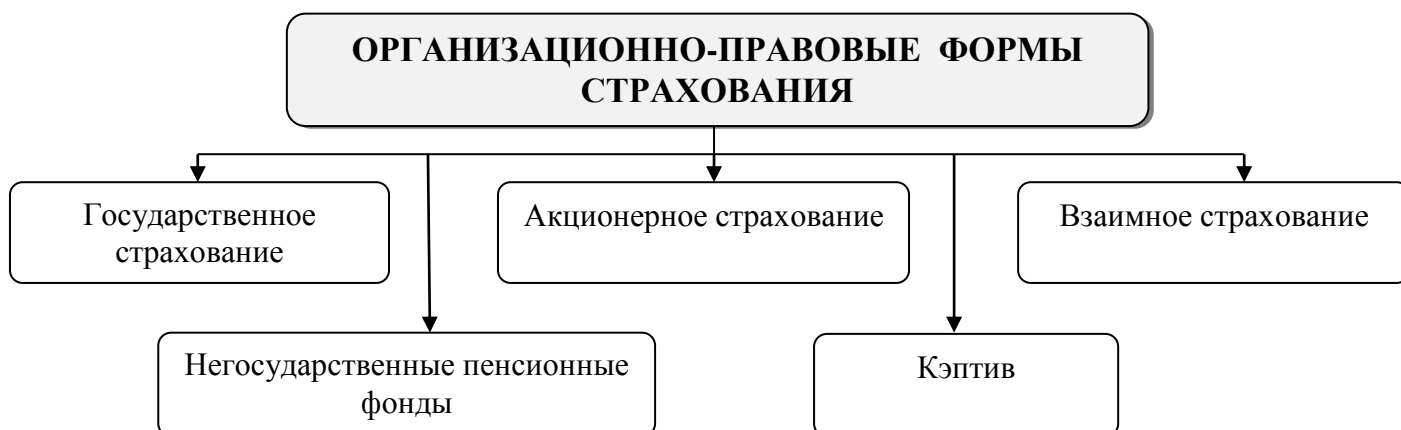 ОРГАНИЗАЦИОННО-ПРАВОВЫЕ ФОРМЫ
СТРАХОВАНИЯ
Государственное
страхование
Акционерное страхование
Взаимное страхование
Негосударственные пенсионные
фонды
Кэптив